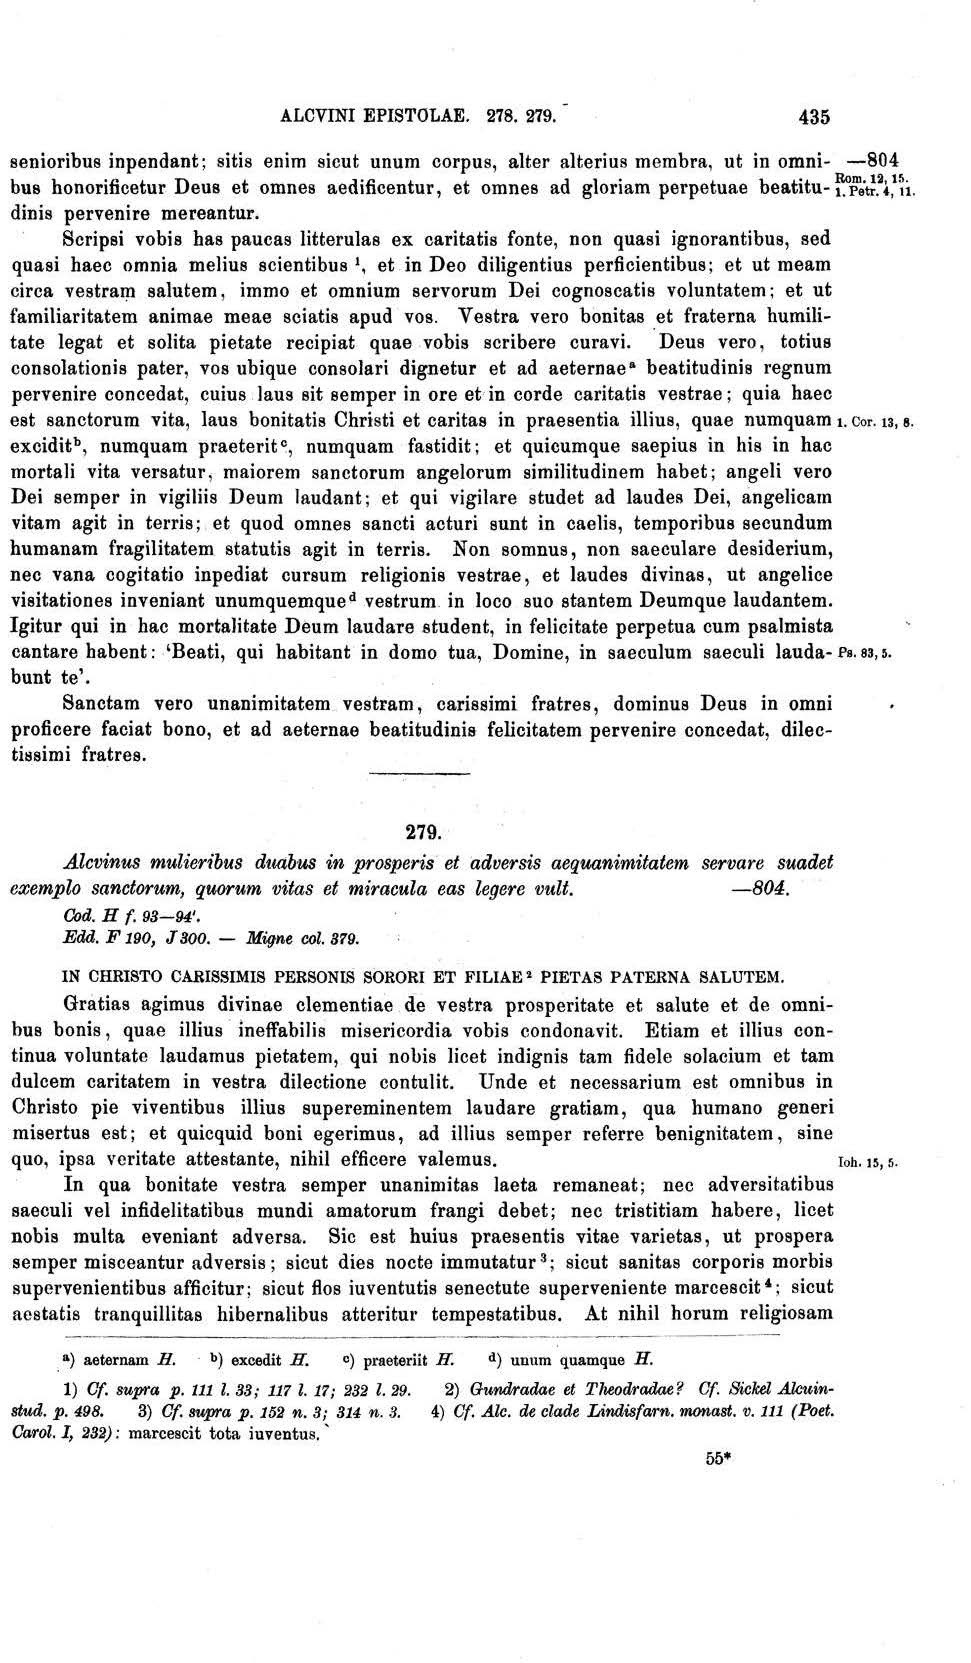 ALCVINI EPISTOLAE. 278. 279. 435
senioribus inpendant; sitis enim sicut unum corpus, alter alterius membra, ut in omni- —804
bus honorificetur Deus et omnes aedificentur, et omnes ad gloriam perpetuae beatitu- Rom. 12, 15. 1. Petr. 4, 11.
dinis pervenire mereantur.
Scripsi vobis has paucas litterulas ex caritatis fonte, non quasi ignorantibus, sed
quasi haec omnia melius scientibus ¹, et in Deo diligentius perficientibus; et ut meam
circa vestram salutem, immo et omnium servorum Dei cognoscatis voluntatem; et ut
familiaritatem animae meae sciatis apud vos. Vestra vero bonitas et fraterna humili-
tate legat et solita pietate recipiat quae vobis scribere curavi. Deus vero, totius
consolationis pater, vos ubique consolari dignetur et ad aeternaeᵃ beatitudinis regnum
pervenire concedat, cuius laus sit semper in ore et in corde caritatis vestrae; quia haec
est sanctorum vita, laus bonitatis Christi et caritas in praesentia illius, quae numquam 1. Cor. 13, 8.
exciditᵇ, numquam praeteritᶜ, numquam fastidit; et quicumque saepius in his in hac
mortali vita versatur, maiorem sanctorum angelorum similitudinem habet; angeli vero
Dei semper in vigiliis Deum laudant; et qui vigilare studet ad laudes Dei, angelicam
vitam agit in terris; et quod omnes sancti acturi sunt in caelis, temporibus secundum
humanam fragilitatem statutis agit in terris. Non somnus, non saeculare desiderium,
nec vana cogitatio inpediat cursum religionis vestrae, et laudes divinas, ut angelice
visitationes inveniant unumquemqueᵈ vestrum in loco suo stantem Deumque laudantem.
Igitur qui in hac mortalitate Deum laudare student, in felicitate perpetua cum psalmista
cantare habent: ‘Beati, qui habitant in domo tua, Domine, in saeculum saeculi lauda- Ps. 83, 5.
bunt te’.
Sanctam vero unanimitatem vestram, carissimi fratres, dominus Deus in omni
proficere faciat bono, et ad aeternae beatitudinis felicitatem pervenire concedat, dilec-
tissimi fratres.
279.
Alcvinus mulieribus duabus in prosperis et adversis aequanimitatem servare suadet
exemplo sanctorum, quorum vitas et miracula eas legere vult. —804.
Cod. H f. 93—94'.
Edd. F 190, J 300. — Migne col. 379.
IN CHRISTO CARISSIMIS PERSONIS SORORI ET FILIAE ² PIETAS PATERNA SALUTEM.
Gratias agimus divinae clementiae de vestra prosperitate et salute et de omni-
bus bonis, quae illius ineffabilis misericordia vobis condonavit. Etiam et illius con-
tinua voluntate laudamus pietatem, qui nobis licet indignis tam fidele solacium et tam
dulcem caritatem in vestra dilectione contulit. Unde et necessarium est omnibus in
Christo pie viventibus illius supereminentem laudare gratiam, qua humano generi
misertus est; et quicquid boni egerimus, ad illius semper referre benignitatem, sine
quo, ipsa veritate attestante, nihil efficere valemus. Ioh. 15, 5.
In qua bonitate vestra semper unanimitas laeta remaneat; nec adversitatibus
saeculi vel infidelitatibus mundi amatorum frangi debet; nec tristitiam habere, licet
nobis multa eveniant adversa. Sic est huius praesentis vitae varietas, ut prospera
semper misceantur adversis; sicut dies nocte immutatur ³; sicut sanitas corporis morbis
supervenientibus afficitur; sicut flos iuventutis senectute superveniente marcescit ⁴; sicut
aestatis tranquillitas hibernalibus atteritur tempestatibus. At nihil horum religiosam
a) aeternam H. b) excedit H. c) praeteriit H. d) unum quamque H.
1) Cf. supra p. 111 l. 33; 117 l. 17; 232 l. 29. 2) Gundradae et Theodradae? Cf. Sickel Alcuin-
stud. p. 498. 3) Cf. supra p. 152 n. 3; 314 n. 3. 4) Cf. Alc. de clade Lindisfarn. monast. v. 111 (Poet.
Carol. I, 232): marcescit tota iuventus.
55*